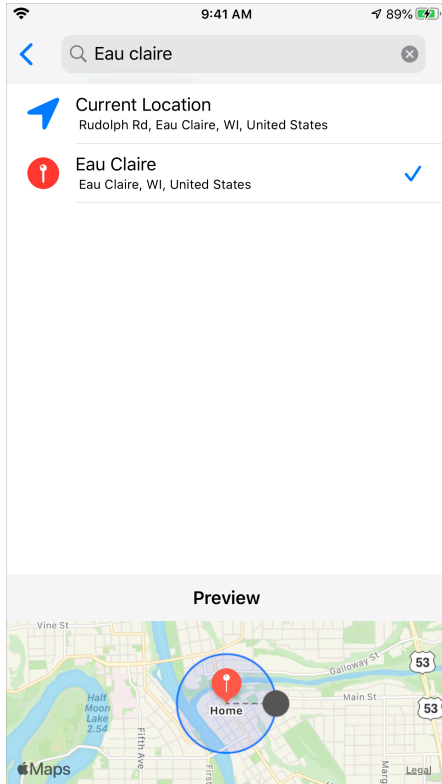 9:41 AM 89%
Eau claire
Current Location
Rudolph Rd, Eau Claire, WI, United States
Eau Claire
Eau Claire, WI, United States
Preview
Vine St
Galloway St
53
Half
Moon
Lake
2.54
Home
Main St
53
Fifth Ave
Firs
Marg
Maps
Legal